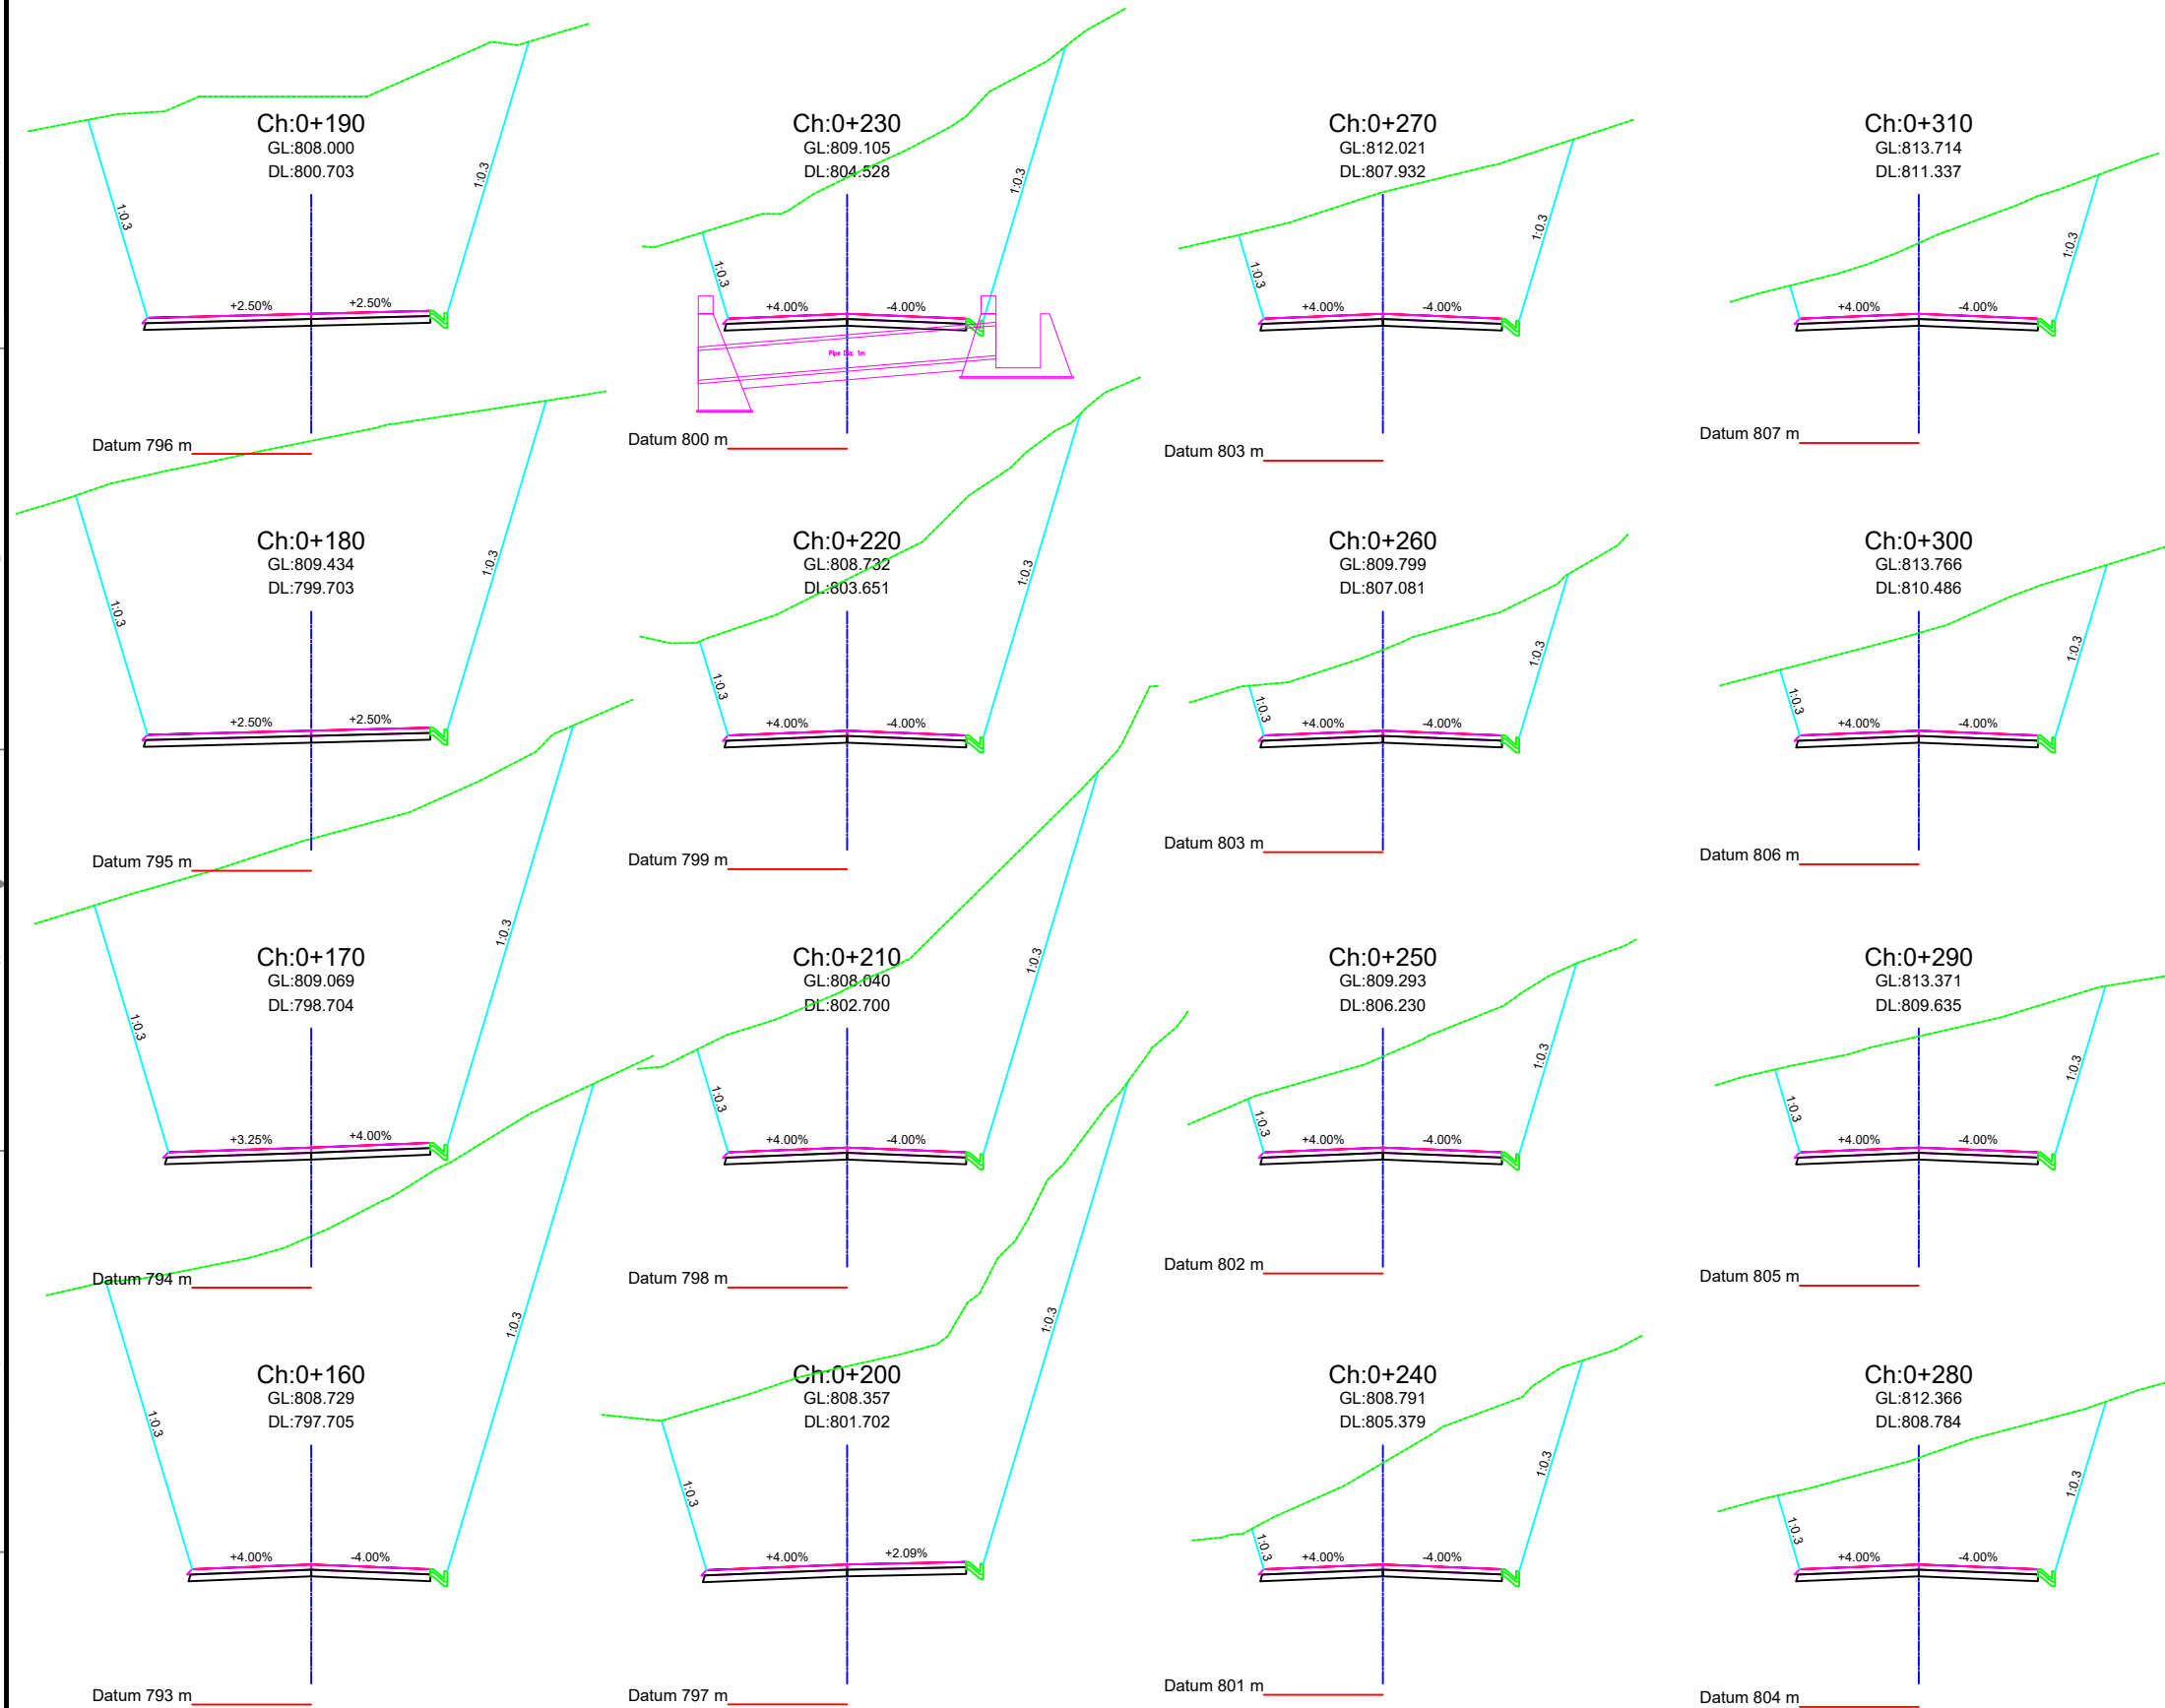 Ch:0+190
GL:808.000
DL:800.703
1:0.3
1:0.3
+2.50%
+2.50%
Datum 796 m
Ch:0+230
GL:809.105
DL:804.528
1:0.3
1:0.3
+4.00%
-4.00%
Pipe Dia: 1m
Datum 800 m
Ch:0+270
GL:812.021
DL:807.932
1:0.3
1:0.3
+4.00%
-4.00%
Datum 803 m
Ch:0+310
GL:813.714
DL:811.337
1:0.3
+4.00%
-4.00%
Datum 807 m
Ch:0+180
GL:809.434
DL:799.703
1:0.3
1:0.3
+2.50%
+2.50%
Datum 795 m
Ch:0+220
GL:808.732
DL:803.651
1:0.3
1:0.3
+4.00%
-4.00%
Datum 799 m
Ch:0+260
GL:809.799
DL:807.081
1:0.3
1:0.3
+4.00%
-4.00%
Datum 803 m
Ch:0+300
GL:813.766
DL:810.486
1:0.3
1:0.3
+4.00%
-4.00%
Datum 806 m
Ch:0+170
GL:809.069
DL:798.704
1:0.3
1:0.3
+3.25%
+4.00%
Datum 794 m
Ch:0+210
GL:808.040
DL:802.700
1:0.3
1:0.3
+4.00%
-4.00%
Datum 798 m
Ch:0+250
GL:809.293
DL:806.230
1:0.3
1:0.3
+4.00%
-4.00%
Datum 802 m
Ch:0+290
GL:813.371
DL:809.635
1:0.3
1:0.3
+4.00%
-4.00%
Datum 805 m
Ch:0+160
GL:808.729
DL:797.705
1:0.3
1:0.3
+4.00%
-4.00%
Datum 793 m
Ch:0+200
GL:808.357
DL:801.702
1:0.3
1:0.3
+4.00%
+2.09%
Datum 797 m
Ch:0+240
GL:808.791
DL:805.379
1:0.3
1:0.3
+4.00%
-4.00%
Datum 801 m
Ch:0+280
GL:812.366
DL:808.784
1:0.3
1:0.3
+4.00%
-4.00%
Datum 804 m